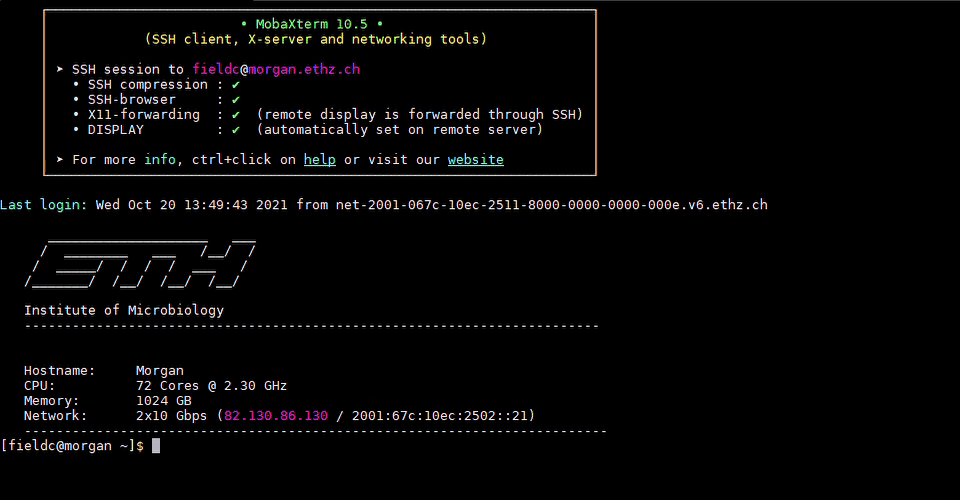 • MobaXterm 10.5 •
(SSH client, X-server and networking tools)
➤ SSH session to fieldc@morgan.ethz.ch
• SSH compression : ✔
• SSH-browser : ✔
• X11-forwarding : ✔ (remote display is forwarded through SSH)
• DISPLAY : ✔ (automatically set on remote server)
➤ For more info, ctrl+click on help or visit our website
Last login: Wed Oct 20 13:49:43 2021 from net-2001-067c-10ec-2511-8000-0000-0000-000e.v6.ethz.ch
ETH
Institute of Microbiology
Hostname: Morgan
CPU: 72 Cores @ 2.30 GHz
Memory: 1024 GB
Network: 2x10 Gbps (82.130.86.130 / 2001:67c:10ec:2502::21)
[fieldc@morgan ~]$